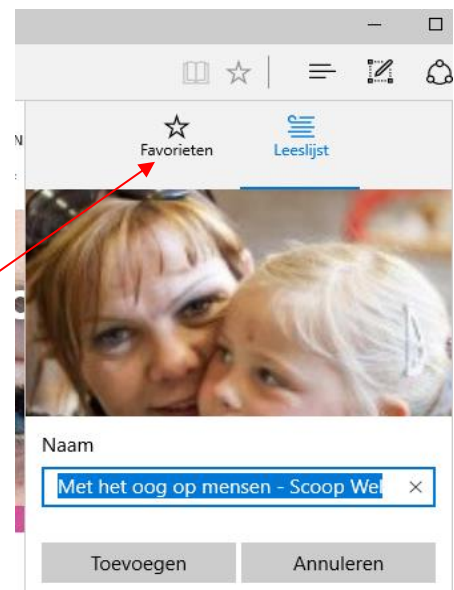 N
Favorieten Leeslijst
Naam
Met het oog op mensen - Scoop Wel
Toevoegen Annuleren